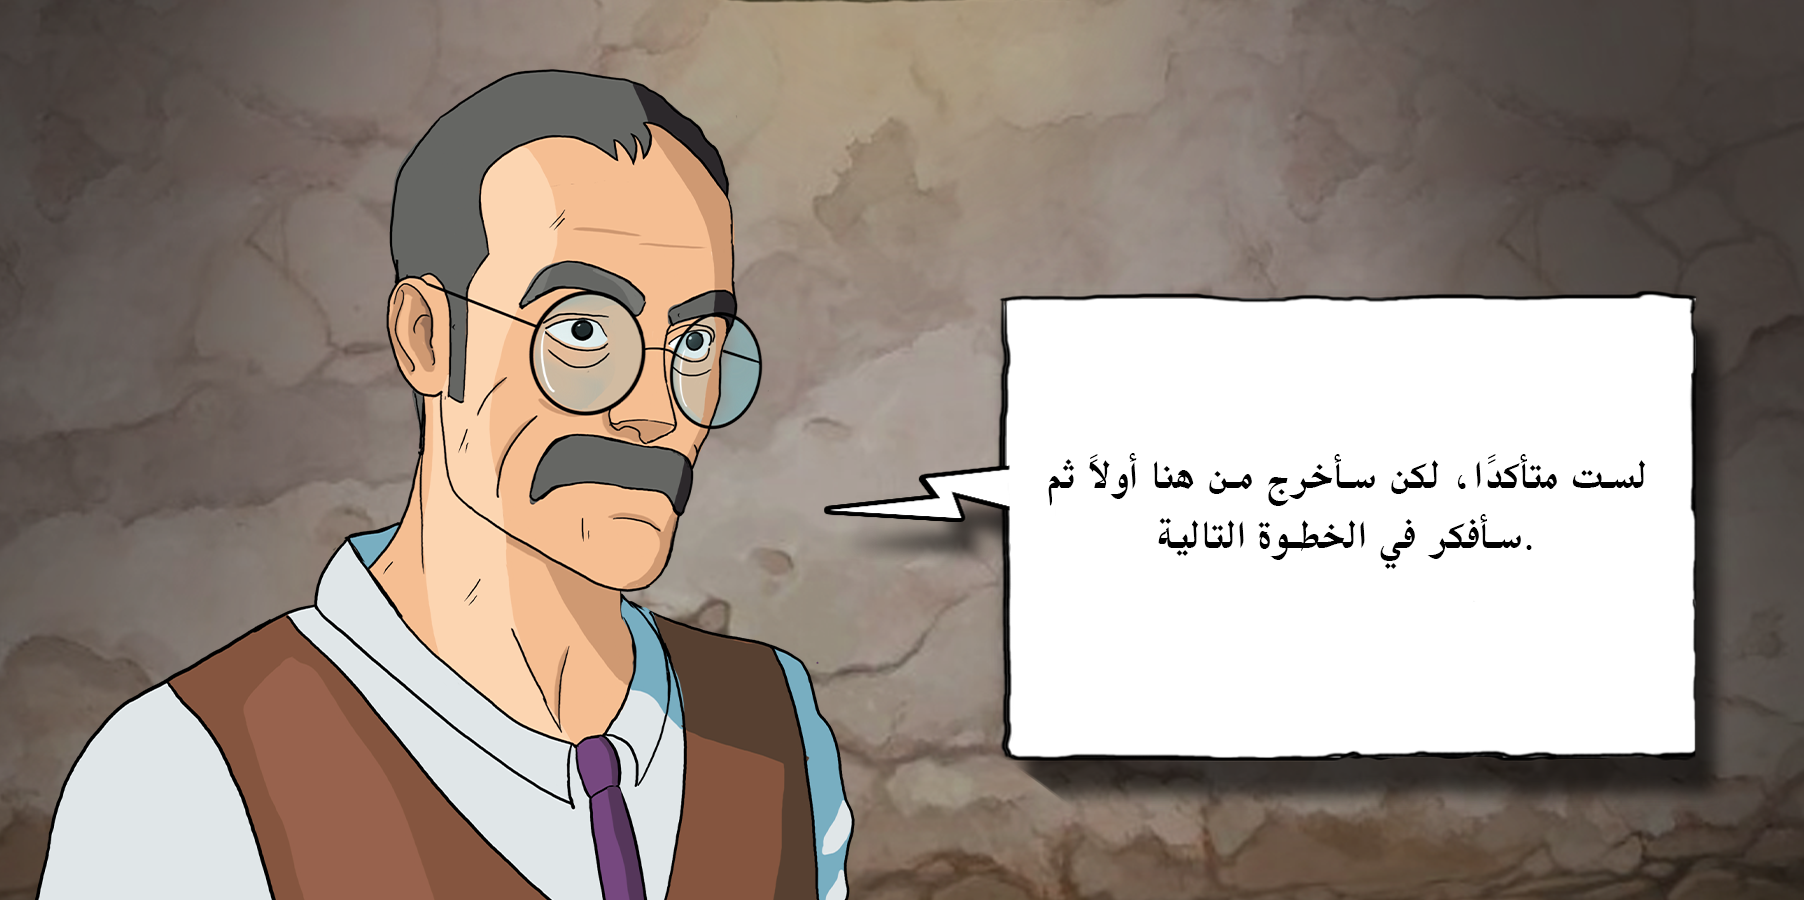 لست متأكدًا، لكن سأخرج من هنا أولاً ثم
سأفكر في الخطوة التالية.